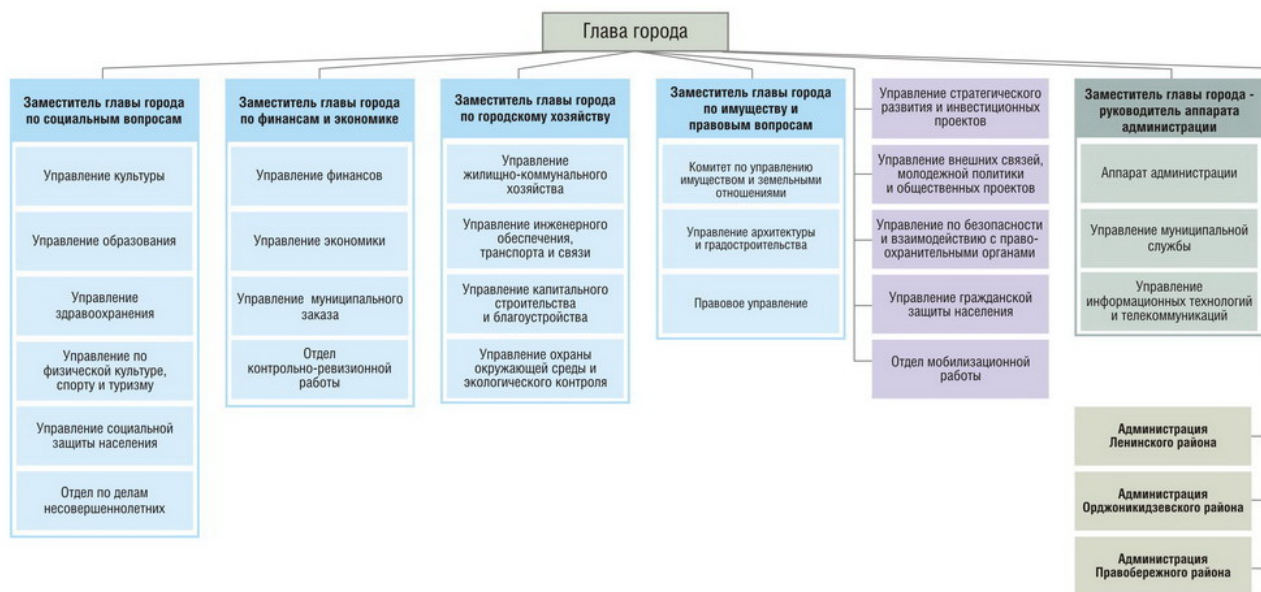 Глава города
Заместитель главы города
по социальным вопросам
Управление культуры
Управление образования
Управление
здравоохранения
Управление по
физической культуре,
спорту и туризму
Управление социальной
защиты населения
Отдел по делам
несовершеннолетних
Заместитель главы города
по финансам и экономике
Управление финансов
Управление экономики
Управление муниципального
заказа
Отдел
контрольно-ревизионной
работы
Заместитель главы города
по городскому хозяйству
Управление
жилищно-коммунального
хозяйства
Управление инженерного
обеспечения,
транспорта и связи
Управление капитального
строительства
и благоустройства
Управление охраны
окружающей среды и
экологического контроля
Заместитель главы города
по имуществу и
правовым вопросам
Комитет по управлению
имуществом и земельными
отношениями
Управление архитектуры
и градостроительства
Правовое управление
Управление стратегического
развития и инвестиционных
проектов
Управление внешних связей,
молодежной политики
и общественных проектов
Управление по безопасности
и взаимодействию с право-
охранительными органами
Управление гражданской
защиты населения
Отдел мобилизационной
работы
Заместитель главы города -
руководитель аппарата
администрации
Аппарат администрации
Управление муниципальной
службы
Управление
информационных технологий
и телекоммуникаций
Администрация
Ленинского района
Администрация
Орджоникидзевского района
Администрация
Правобережного района